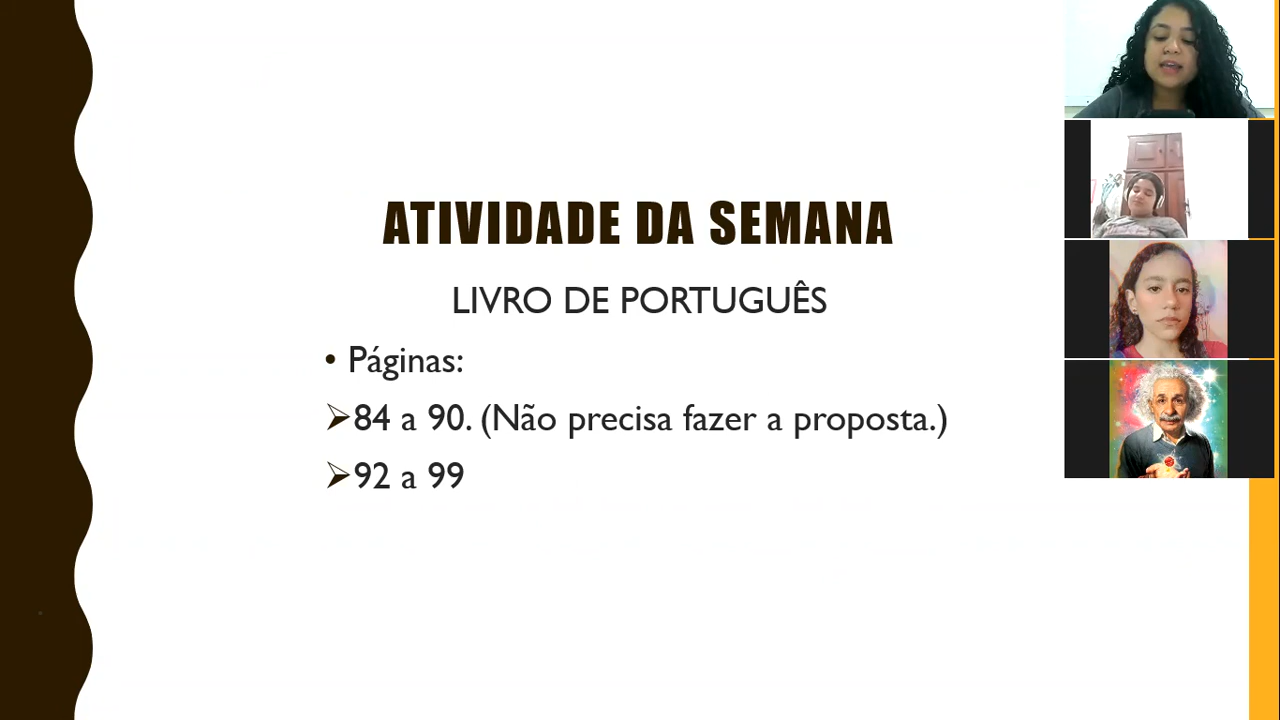 ATIVIDADE DA SEMANA
LIVRO DE PORTUGUÊS
• Páginas:
➢84 a 90. (Não precisa fazer a proposta.)
➢92 a 99